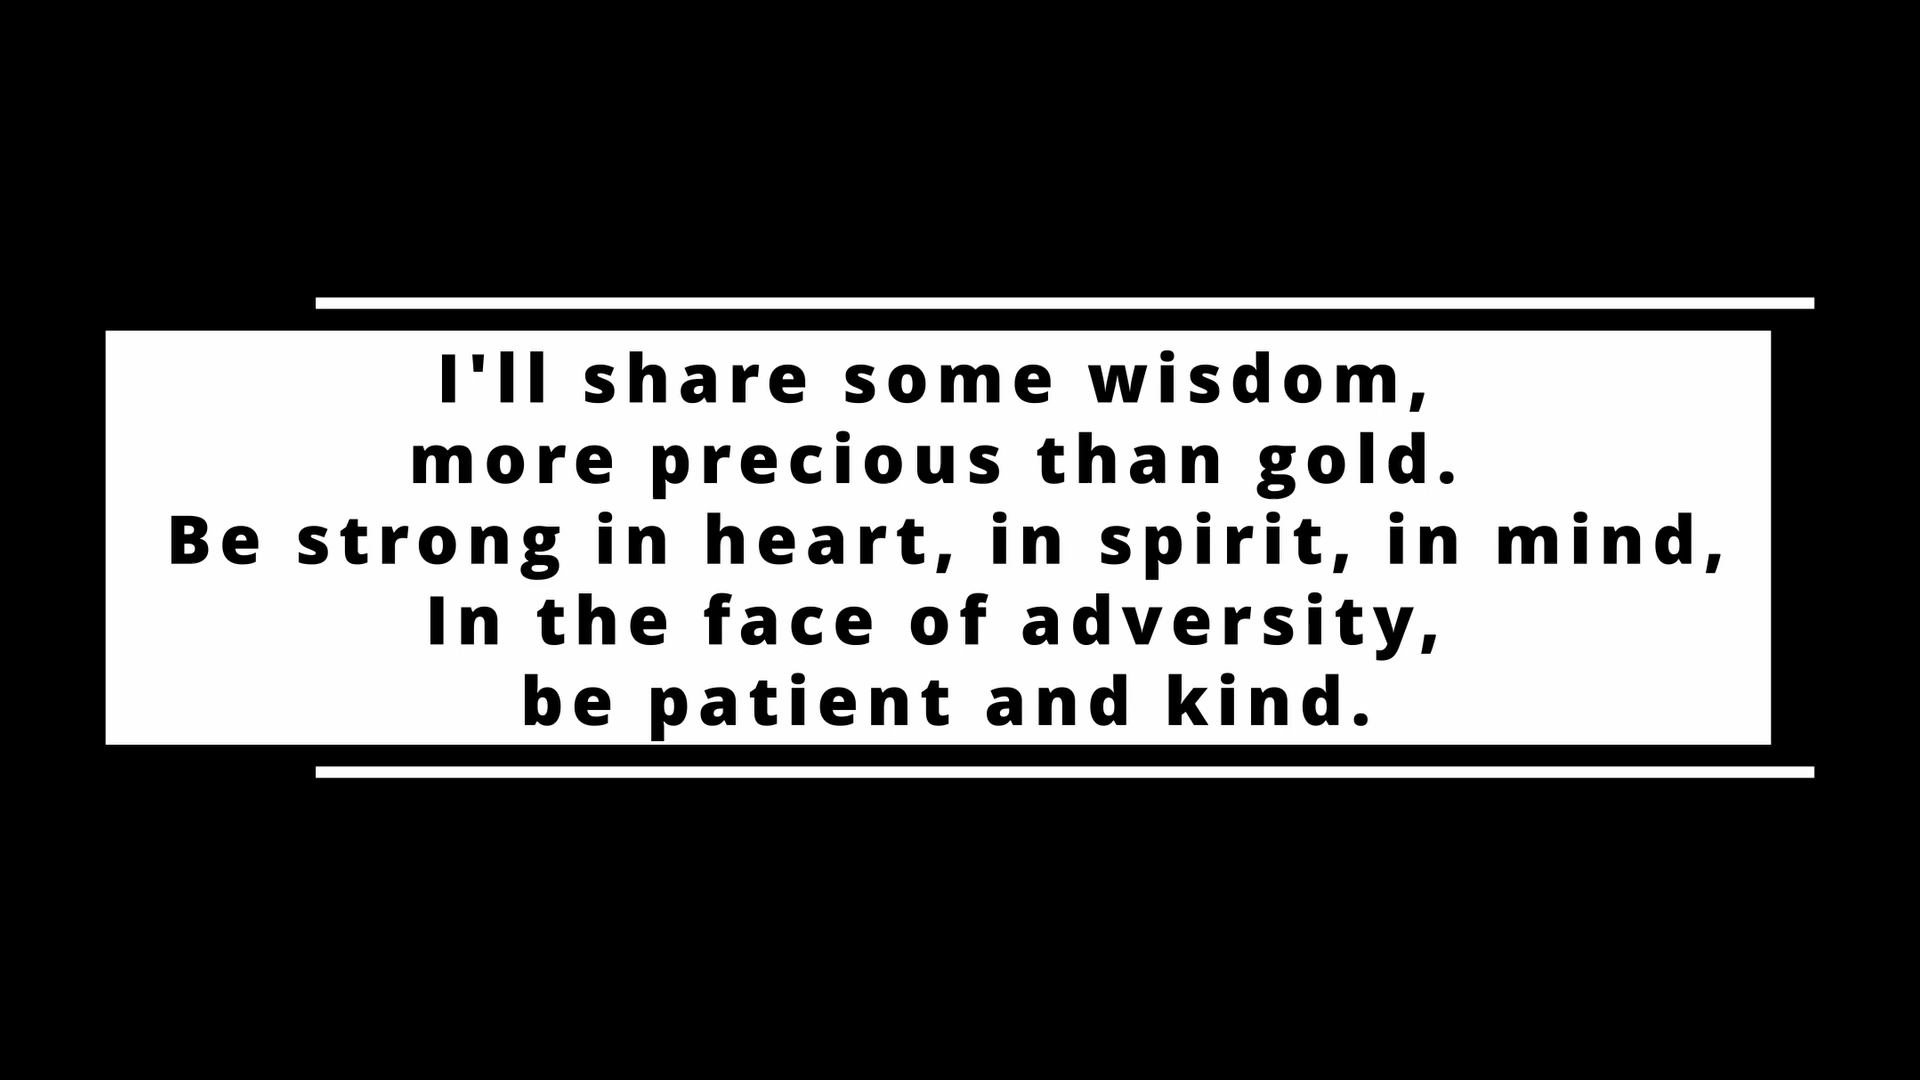 I'll share some wisdom,
more precious than gold.
Be strong in heart, in spirit, in mind,
In the face of adversity,
be patient and kind.